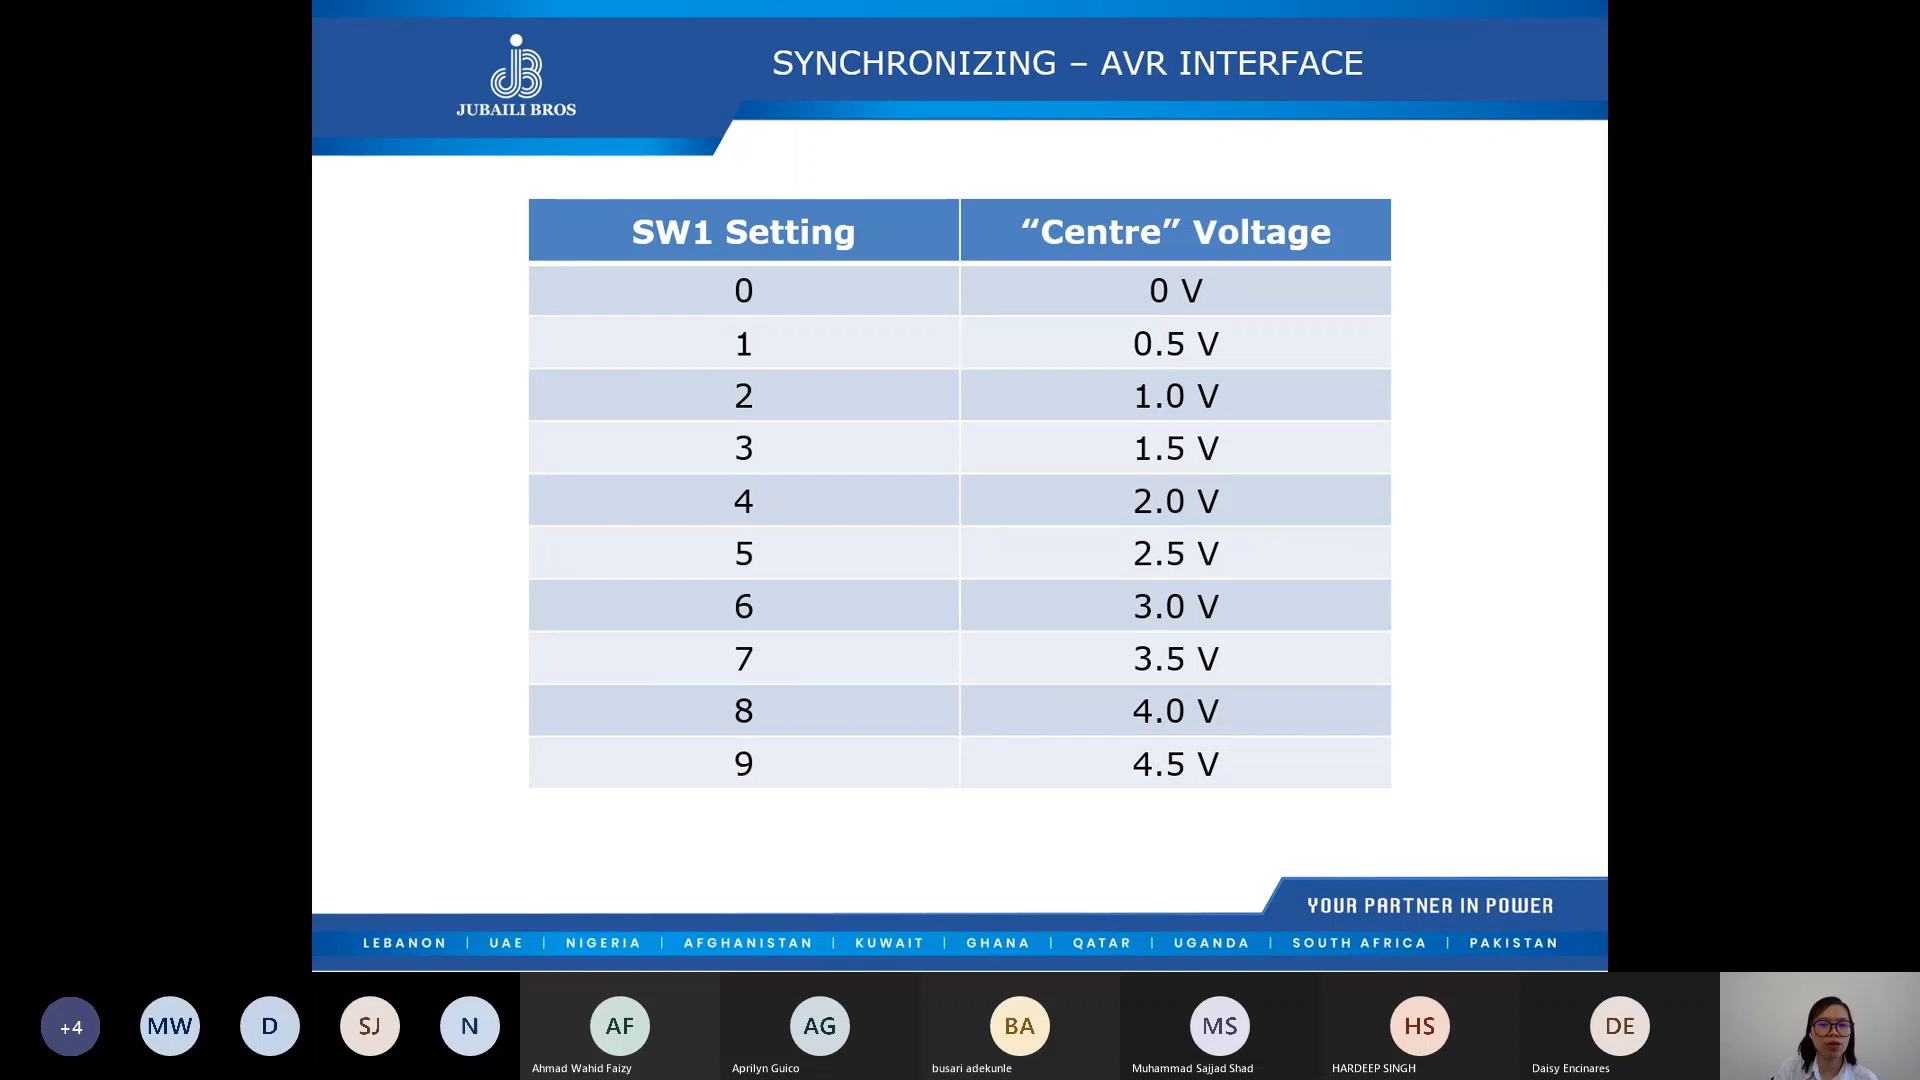 JUBAILI BROS
SYNCHRONIZING – AVR INTERFACE
SW1 Setting “Centre” Voltage
0 0 V
1 0.5 V
2 1.0 V
3 1.5 V
4 2.0 V
5 2.5 V
6 3.0 V
7 3.5 V
8 4.0 V
9 4.5 V
YOUR PARTNER IN POWER
LEBANON | UAE | NIGERIA | AFGHANISTAN | KUWAIT | GHANA | QATAR | UGANDA | SOUTH AFRICA | PAKISTAN
+4 MW D SJ N AF AG BA MS HS DE
Ahmad Wahid Faizy Aprilyn Guico busari adekunle Muhammad Sajjad Shad HARDEEP SINGH Daisy Encinares